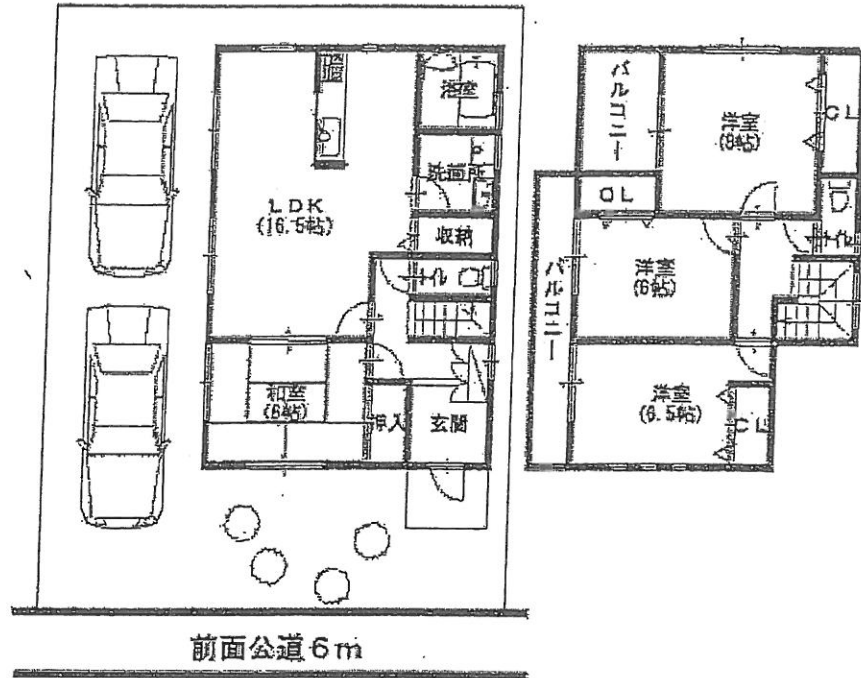 浴室
洗面所
LDK
(16.5帖)
収納
トイレ
和室
(6帖)
押入
玄関
バルコニー
洋室
(8帖)
CL
CL
トイレ
バルコニー
洋室
(6帖)
洋室
(6.5帖)
CL
前面公道6m